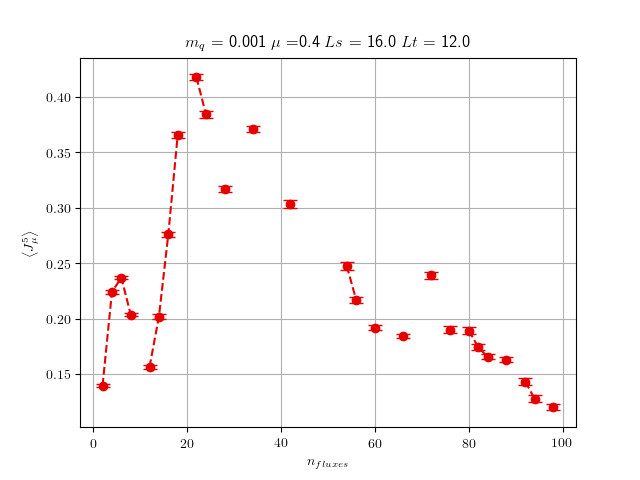 $m_q$ = 0.001 $\mu$ =0.4 $Ls$ = 16.0 $Lt$ = 12.0
0.40
0.35
0.30
0.25
0.20
0.15
$\langle J^5_\mu \rangle$
0 20 40 60 80 100
$n_{fluxes}$